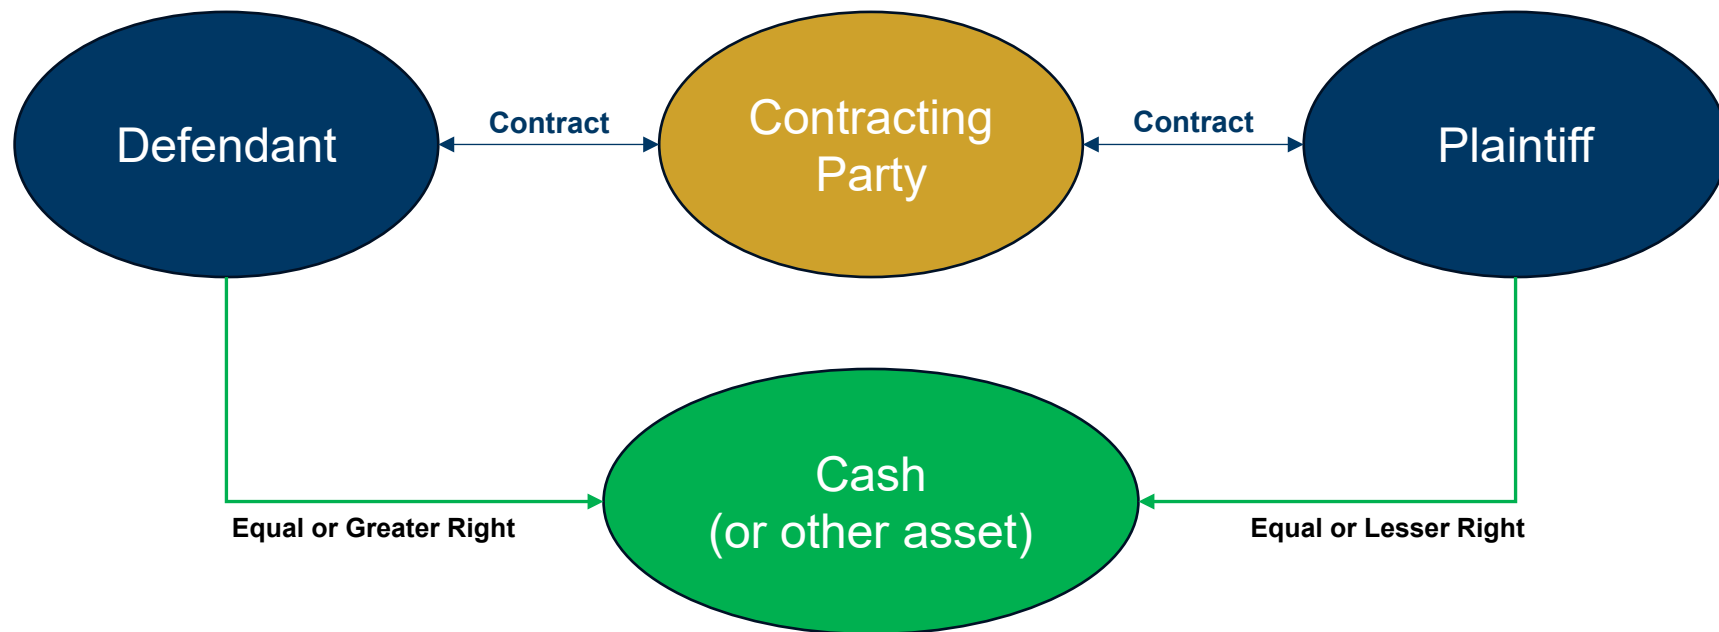 Defendant
Contract
Contracting
Party
Contract
Plaintiff
Cash
(or other asset)
Equal or Greater Right
Equal or Lesser Right